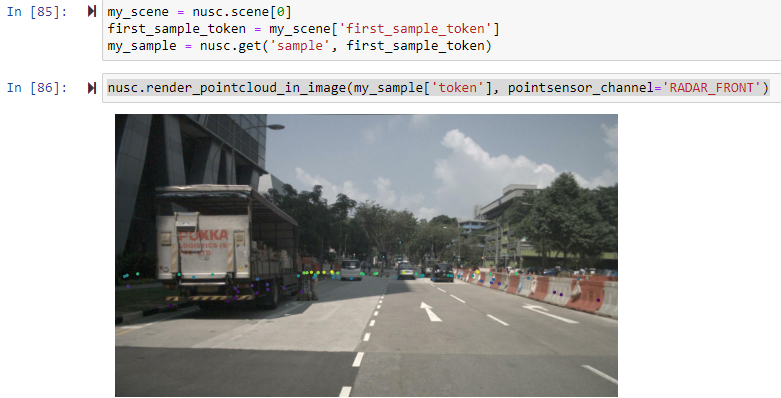 In [85]:
my_scene = nusc.scene[0]
first_sample_token = my_scene['first_sample_token']
my_sample = nusc.get('sample', first_sample_token)
In [86]:
nusc.render_pointcloud_in_image(my_sample['token'], pointsensor_channel='RADAR_FRONT')
POKKA
LOGISTICS